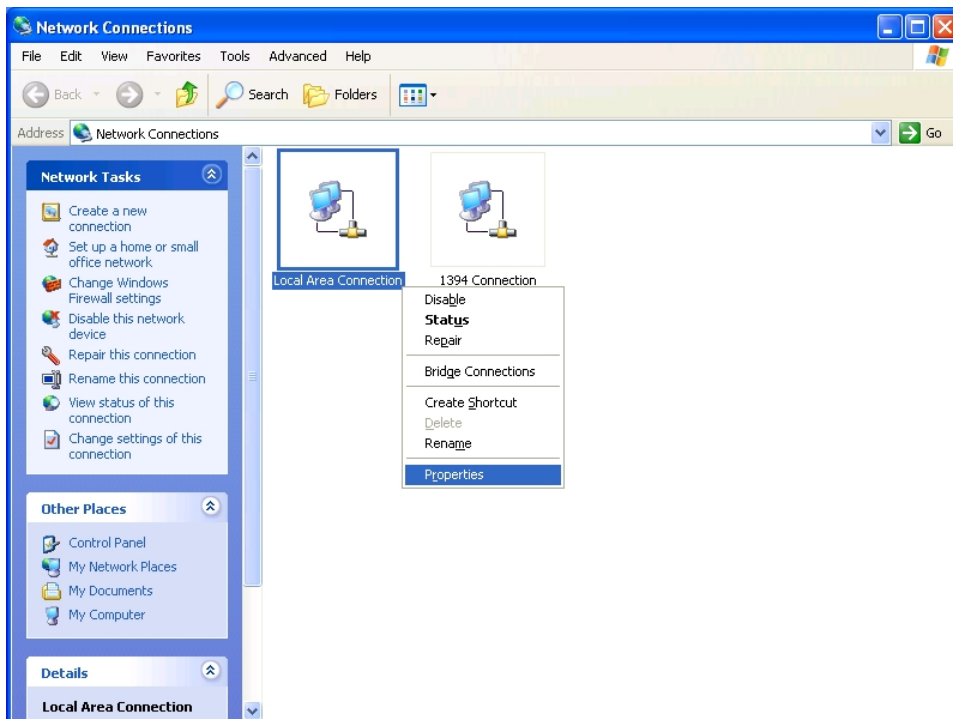 Network Connections
File Edit View Favorites Tools Advanced Help
Back Search Folders
Address Network Connections Go
Network Tasks
Create a new
connection
Set up a home or small
office network
Change Windows
Firewall settings
Disable this network
device
Repair this connection
Rename this connection
View status of this
connection
Change settings of this
connection
Other Places
Control Panel
My Network Places
My Documents
My Computer
Details
Local Area Connection
Local Area Connection
1394 Connection
Disable
Status
Repair
Bridge Connections
Create Shortcut
Delete
Rename
Properties